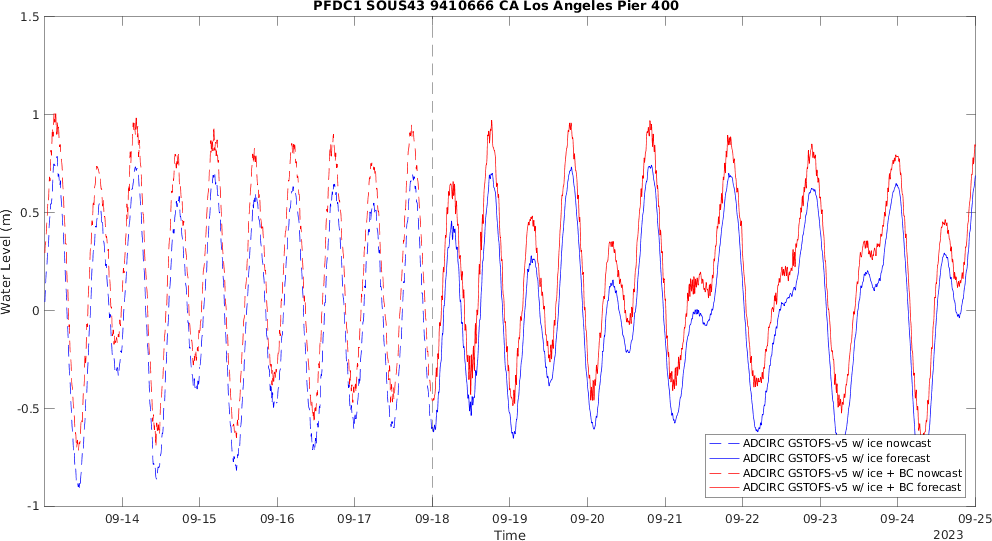 PFDC1 SOUS43 9410666 CA Los Angeles Pier 400
1.5
1
0.5
0
-0.5
-1
Water Level (m)
09-14 09-15 09-16 09-17 09-18 09-19 09-20 09-21 09-22 09-23 09-24 09-25
Time
2023
ADCIRC GSTOFS-v5 w/ ice nowcast
ADCIRC GSTOFS-v5 w/ ice forecast
ADCIRC GSTOFS-v5 w/ ice + BC nowcast
ADCIRC GSTOFS-v5 w/ ice + BC forecast